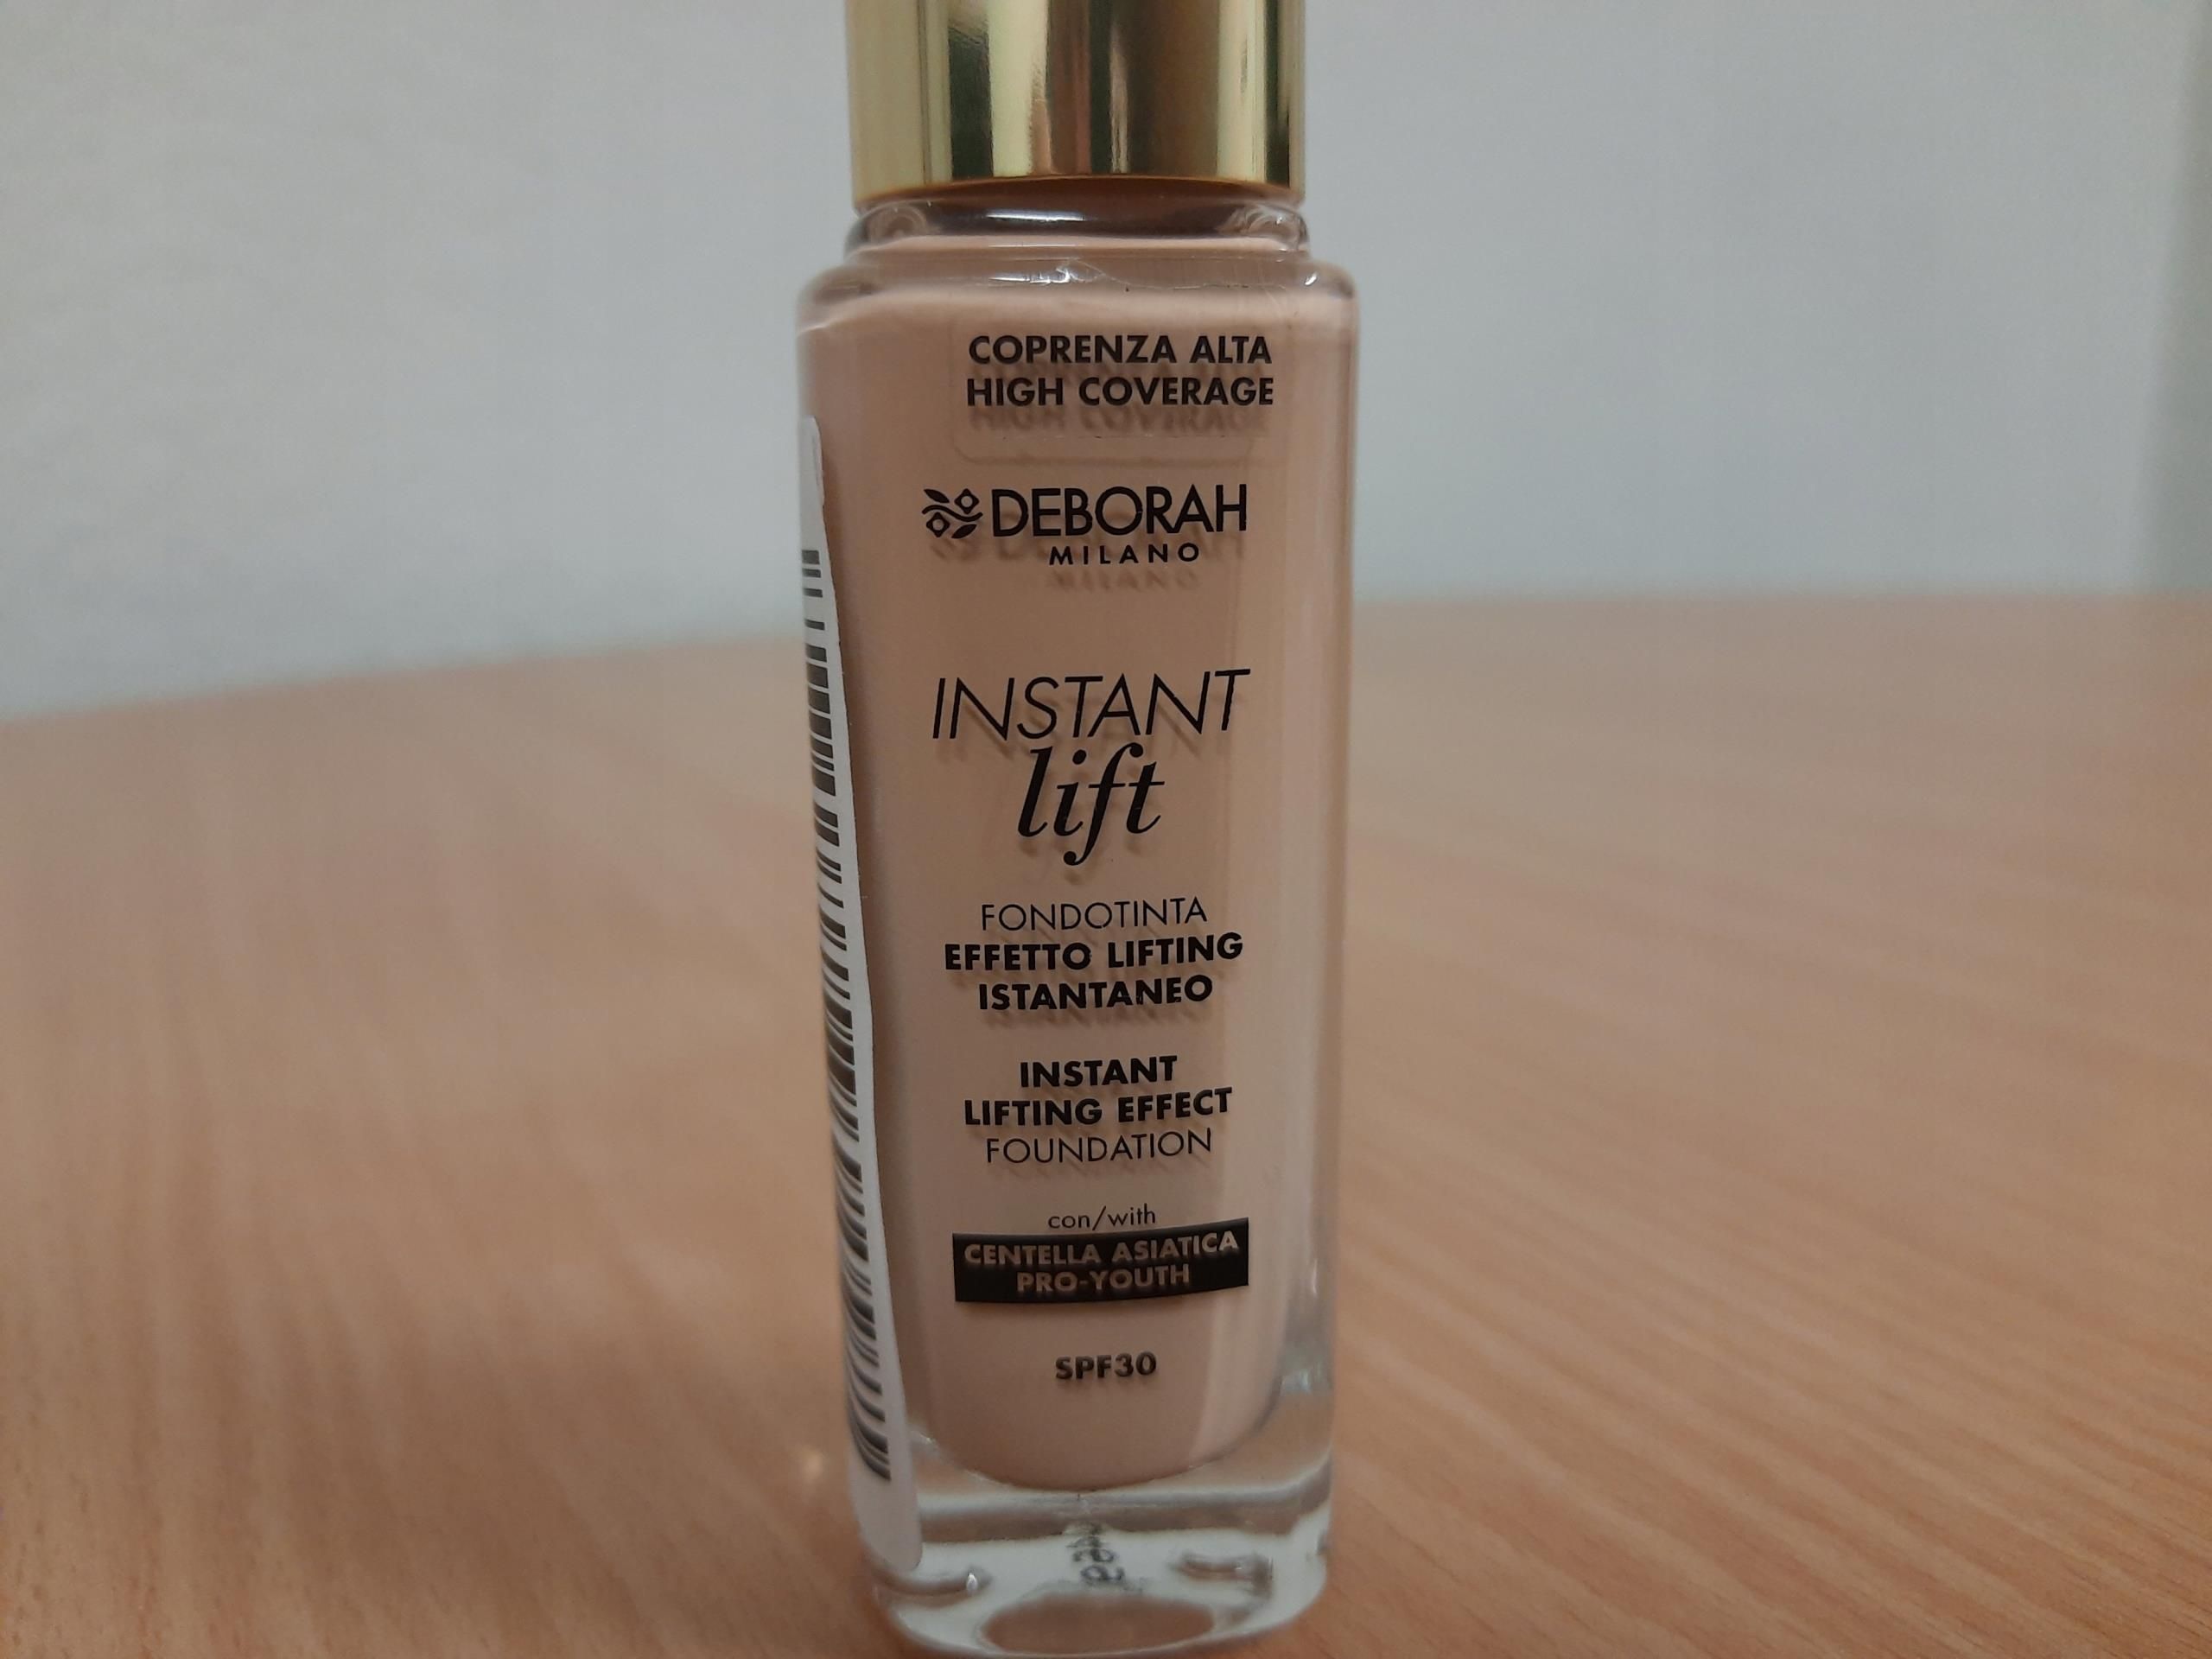 COPRENZA ALTA
HIGH COVERAGE
DEBORAH
MILANO
INSTANT
lift
FONDOTINTA
EFFETTO LIFTING
ISTANTANEO
INSTANT
LIFTING EFFECT
FOUNDATION
con/with
CENTELLA ASIATICA
PRO-YOUTH
SPF30